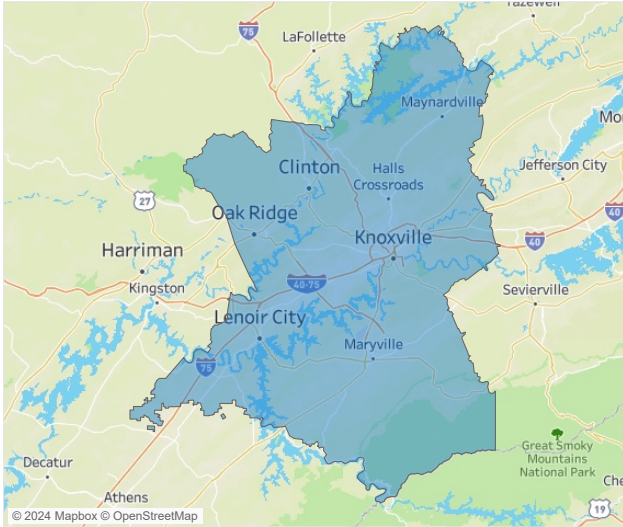 Tazewell
75
LaFollette
Maynardville
Mo
Clinton
Halls
Crossroads
Jefferson City
27
Oak Ridge
40
Harriman
Knoxville
40
Kingston
40-75
Sevierville
Lenoir City
Maryville
75
Great Smoky
Mountains
National Park
Decatur
Athens
Che
19
© 2024 Mapbox © OpenStreetMap